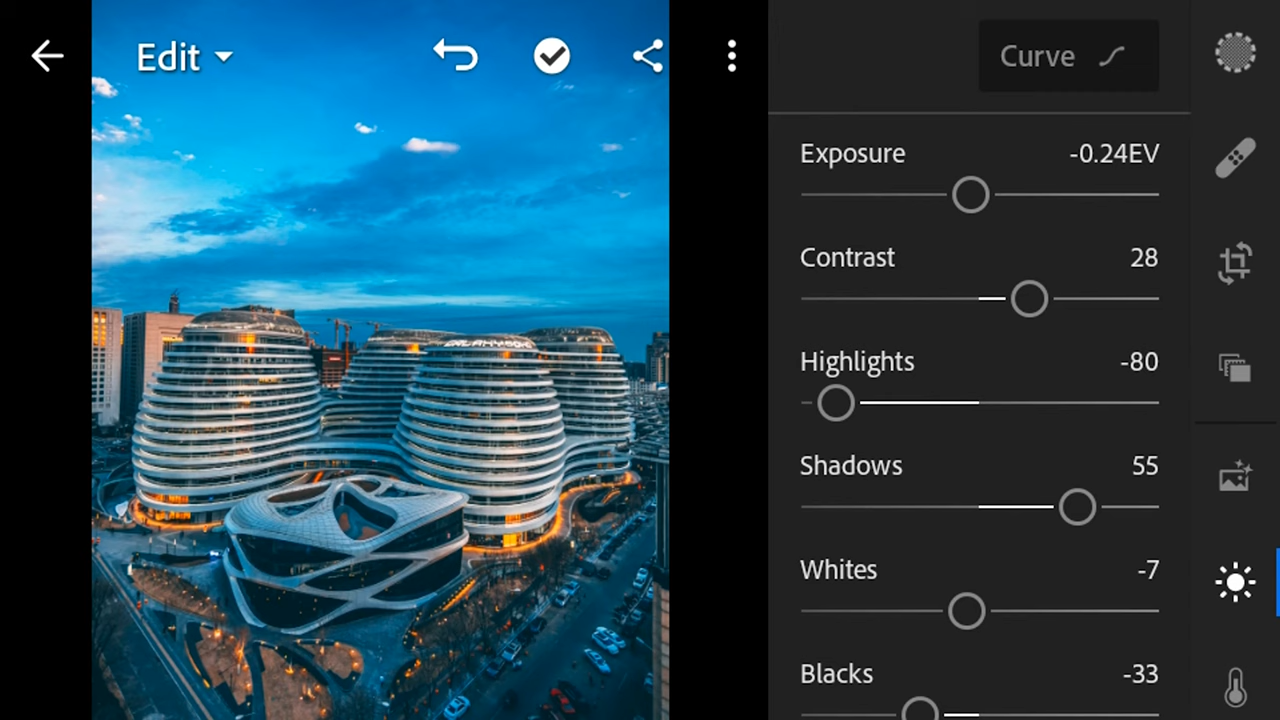 Edit
Curve
Exposure -0.24EV
Contrast 28
Highlights -80
Shadows 55
Whites -7
Blacks -33